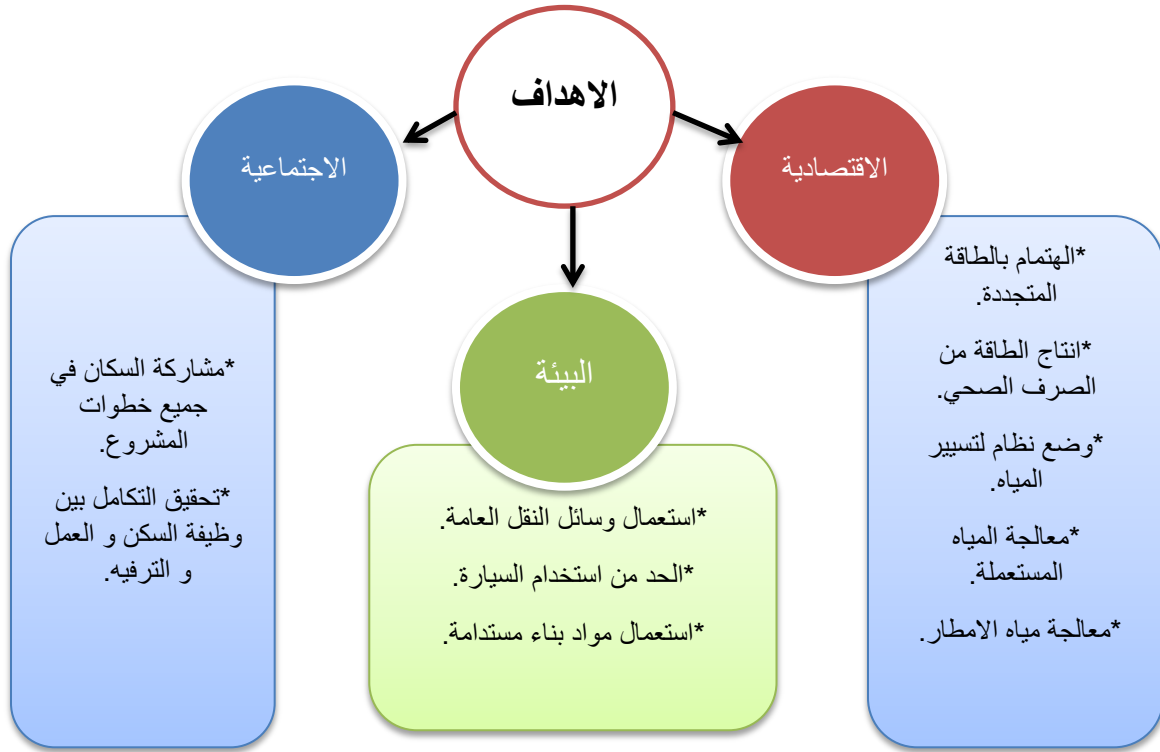 الاهداف
الاقتصادية
*الهتمام بالطاقة
المتجددة.
*انتاج الطاقة من
الصرف الصحي.
*وضع نظام لتسيير
المياه.
*معالجة المياه
المستعملة.
*معالجة مياه الامطار.
البيئة
*استعمال وسائل النقل العامة.
*الحد من استخدام السيارة.
*استعمال مواد بناء مستدامة.
الاجتماعية
*مشاركة السكان في
جميع خطوات
المشروع.
*تحقيق التكامل بين
وظيفة السكن و العمل
و الترفيه.